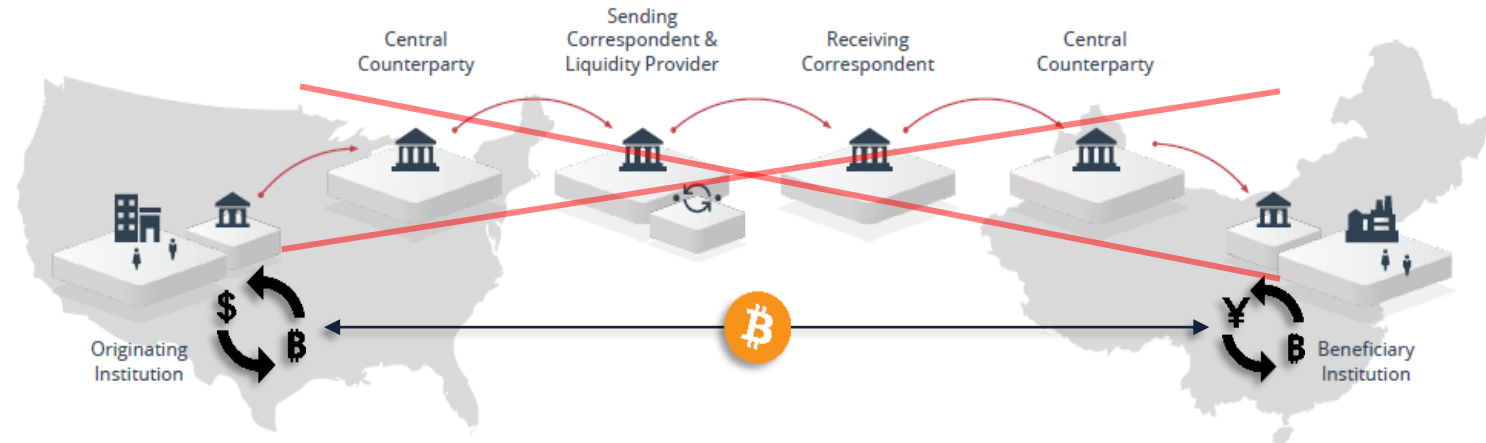 Central
Counterparty
Sending
Correspondent &
Liquidity Provider
Receiving
Correspondent
Central
Counterparty
$
₿
₿
¥
₿
Originating
Institution
Beneficiary
Institution